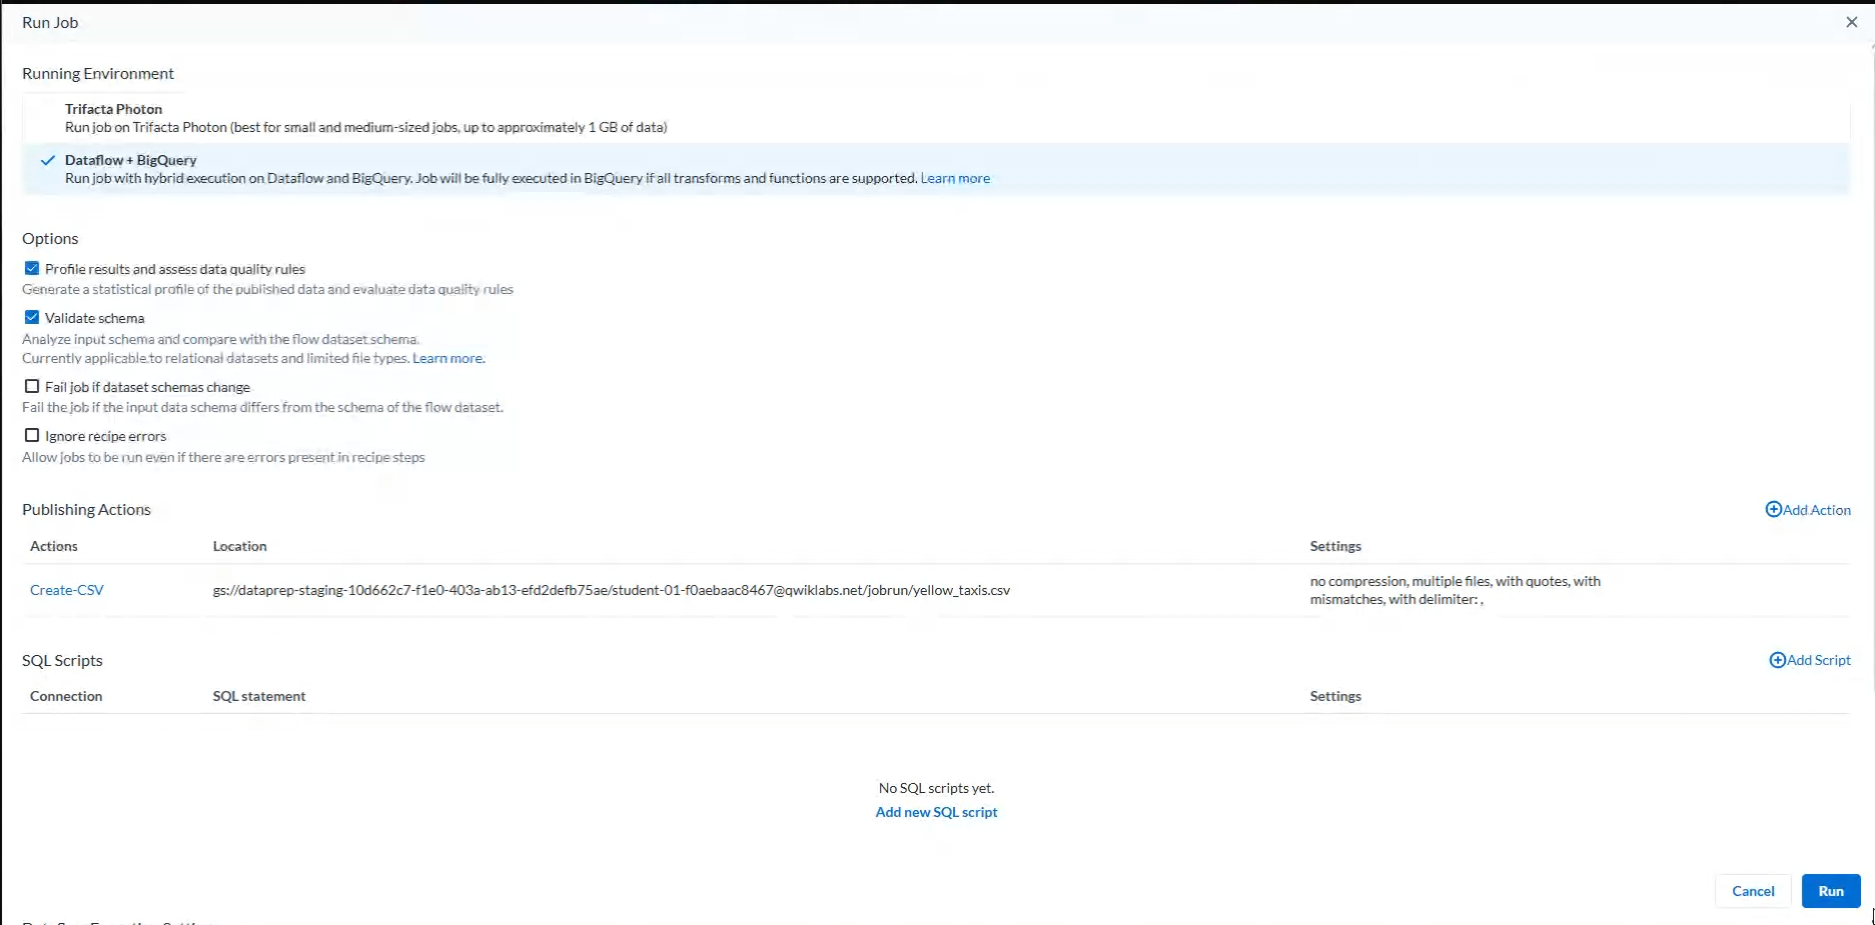 Run Job
Running Environment
Trifacta Photon
Run job on Trifacta Photon (best for small and medium-sized jobs, up to approximately 1 GB of data)
Dataflow + BigQuery
Run job with hybrid execution on Dataflow and BigQuery. Job will be fully executed in BigQuery if all transforms and functions are supported. Learn more
Options
Profile results and assess data quality rules
Generate a statistical profile of the published data and evaluate data quality rules
Validate schema
Analyze input schema and compare with the flow dataset schema.
Currently applicable to relational datasets and limited file types. Learn more.
Fail job if dataset schemas change
Fail the job if the input data schema differs from the schema of the flow dataset.
Ignore recipe errors
Allow jobs to be run even if there are errors present in recipe steps
Publishing Actions
Add Action
Actions Location Settings
Create-CSV gs://dataprep-staging-10d662c7-f1e0-403a-ab13-efd2defb75ae/student-01-f0aebaac8467@qwiklabs.net/jobrun/yellow_taxis.csv no compression, multiple files, with quotes, with
mismatches, with delimiter: ,
SQL Scripts
Add Script
Connection SQL statement Settings
No SQL scripts yet.
Add new SQL script
Cancel Run